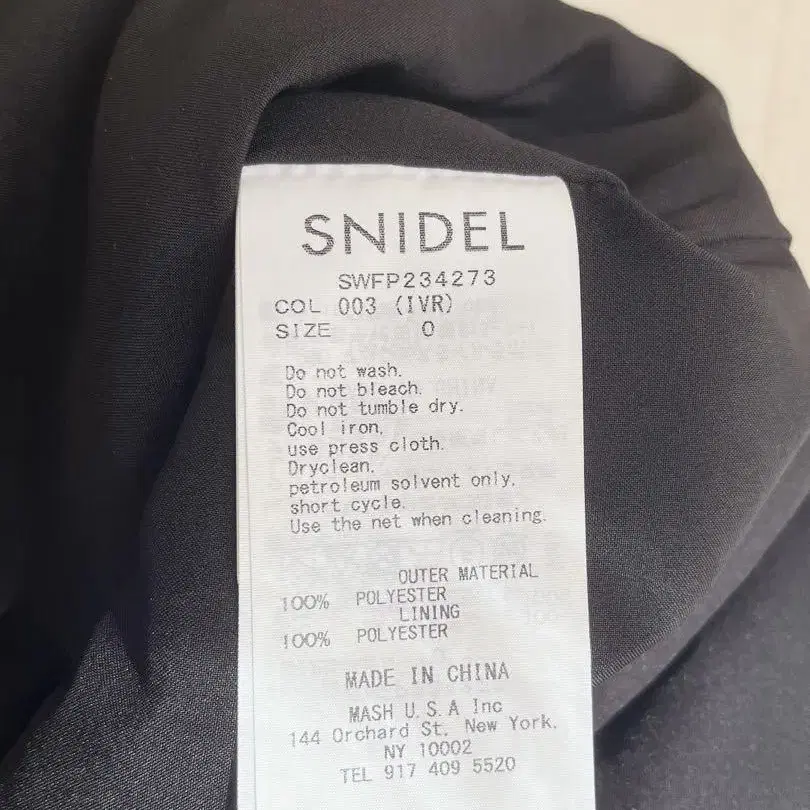 SNIDEL
SWFP234273
COL 003 (IVR)
SIZE 0
Do not wash.
Do not bleach.
Do not tumble dry.
Cool iron,
use press cloth.
Dryclean,
petroleum solvent only,
short cycle.
Use the net when cleaning.
OUTER MATERIAL
100% POLYESTER
LINING
100% POLYESTER
MADE IN CHINA
MASH U.S.A Inc
144 Orchard St, New York.
NY 10002
TEL 917 409 5520